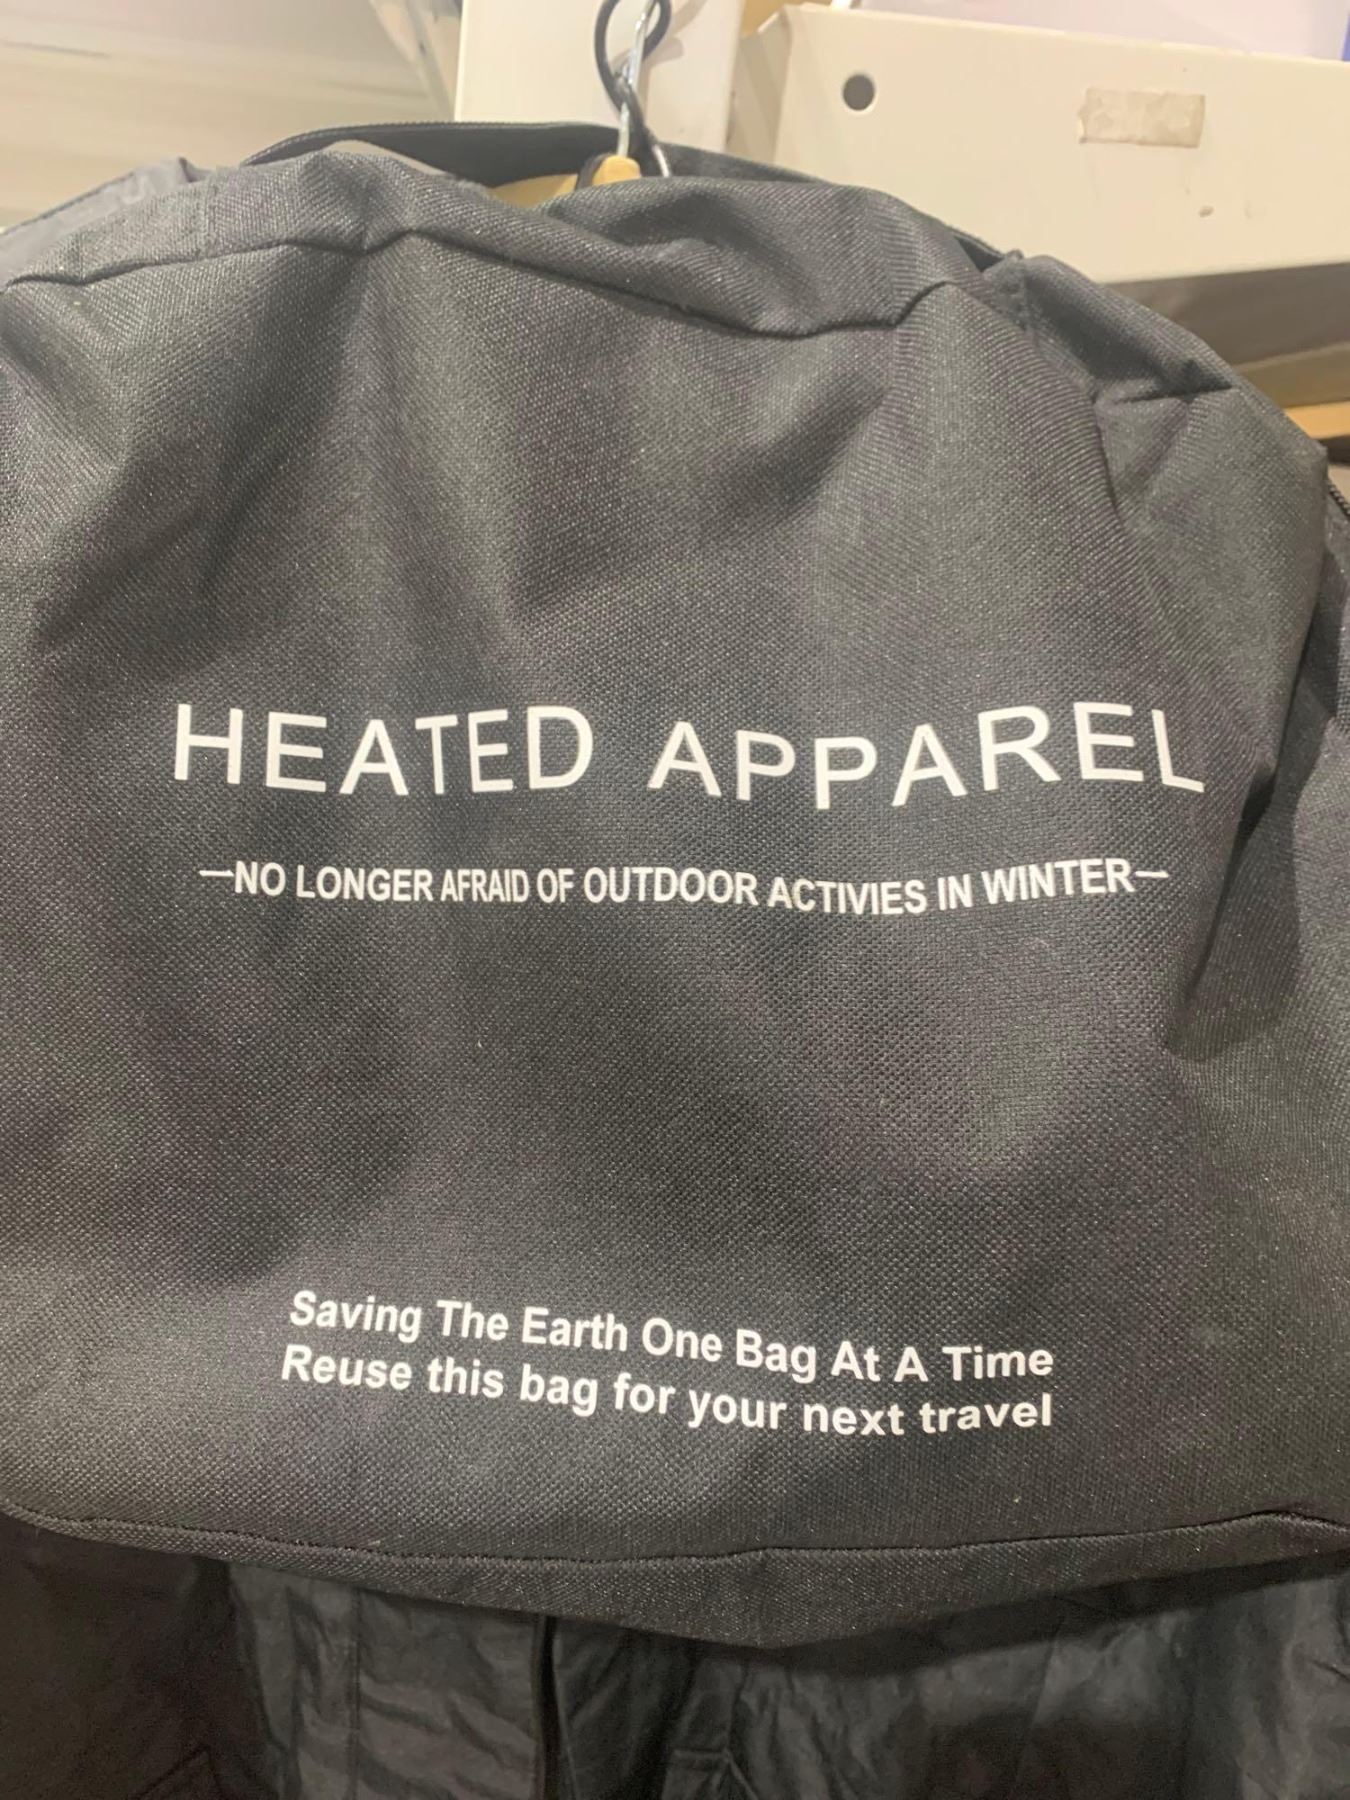 HEATED APPAREL
—NO LONGER AFRAID OF OUTDOOR ACTIVIES IN WINTER—
Saving The Earth One Bag At A Time
Reuse this bag for your next travel